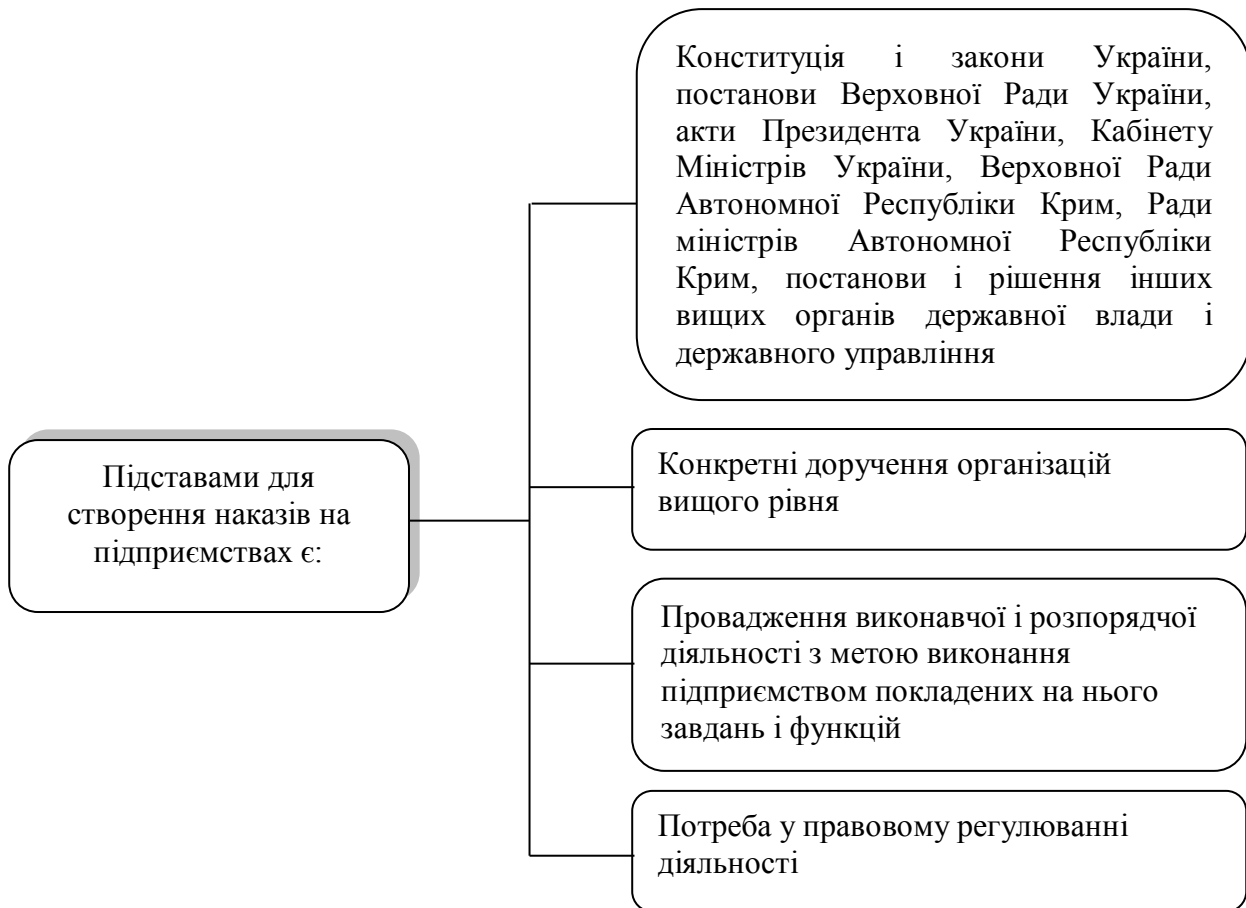 Підставами для
створення наказів на
підприємствах є:
Конституція і закони України,
постанови Верховної Ради України,
акти Президента України, Кабінету
Міністрів України, Верховної Ради
Автономної Республіки Крим, Ради
міністрів Автономної Республіки
Крим, постанови і рішення інших
вищих органів державної влади і
державного управління
Конкретні доручення організацій
вищого рівня
Провадження виконавчої і розпорядчої
діяльності з метою виконання
підприємством покладених на нього
завдань і функцій
Потреба у правовому регулюванні
діяльності